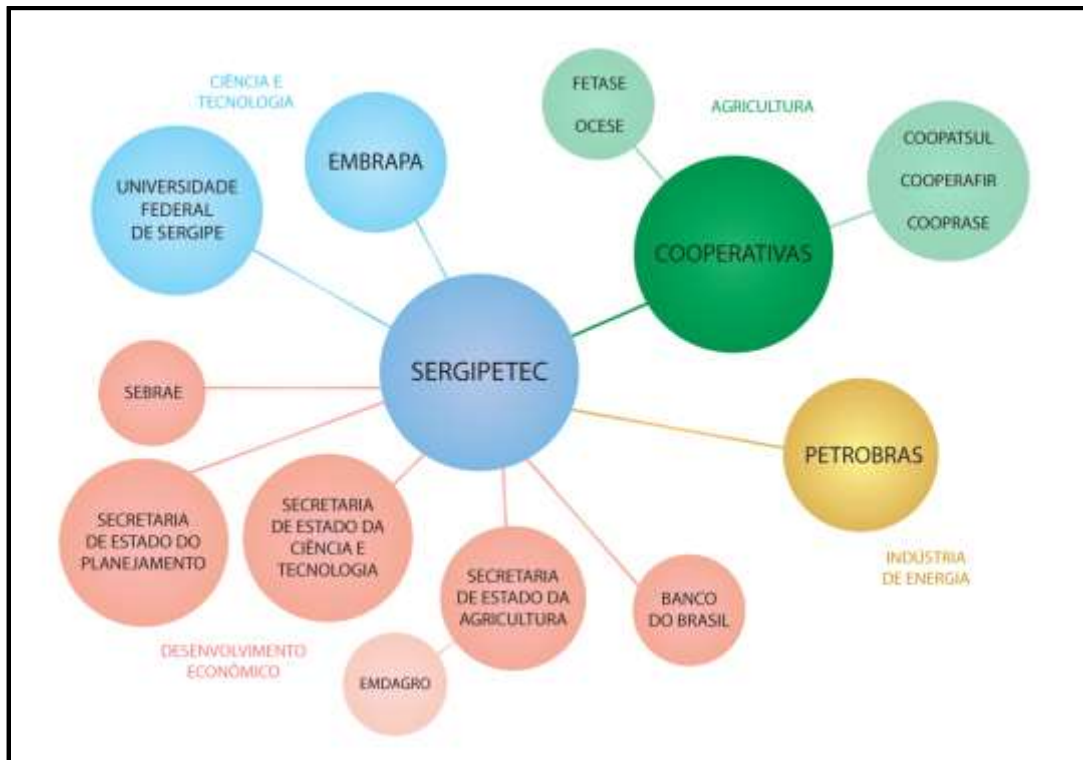 CIÊNCIA E
TECNOLOGIA
EMBRAPA
UNIVERSIDADE
FEDERAL
DE SERGIPE
FETASE
OCESE
AGRICULTURA
COOPATSUL
COOPERAFIR
COOPRASE
COOPERATIVAS
SERGIPETEC
SEBRAE
PETROBRAS
INDÚSTRIA
DE ENERGIA
SECRETARIA
DE ESTADO DO
PLANEJAMENTO
SECRETARIA
DE ESTADO DA
CIÊNCIA E
TECNOLOGIA
SECRETARIA
DE ESTADO DA
AGRICULTURA
BANCO
DO BRASIL
DESENVOLVIMENTO
ECONÔMICO
EMDAGRO